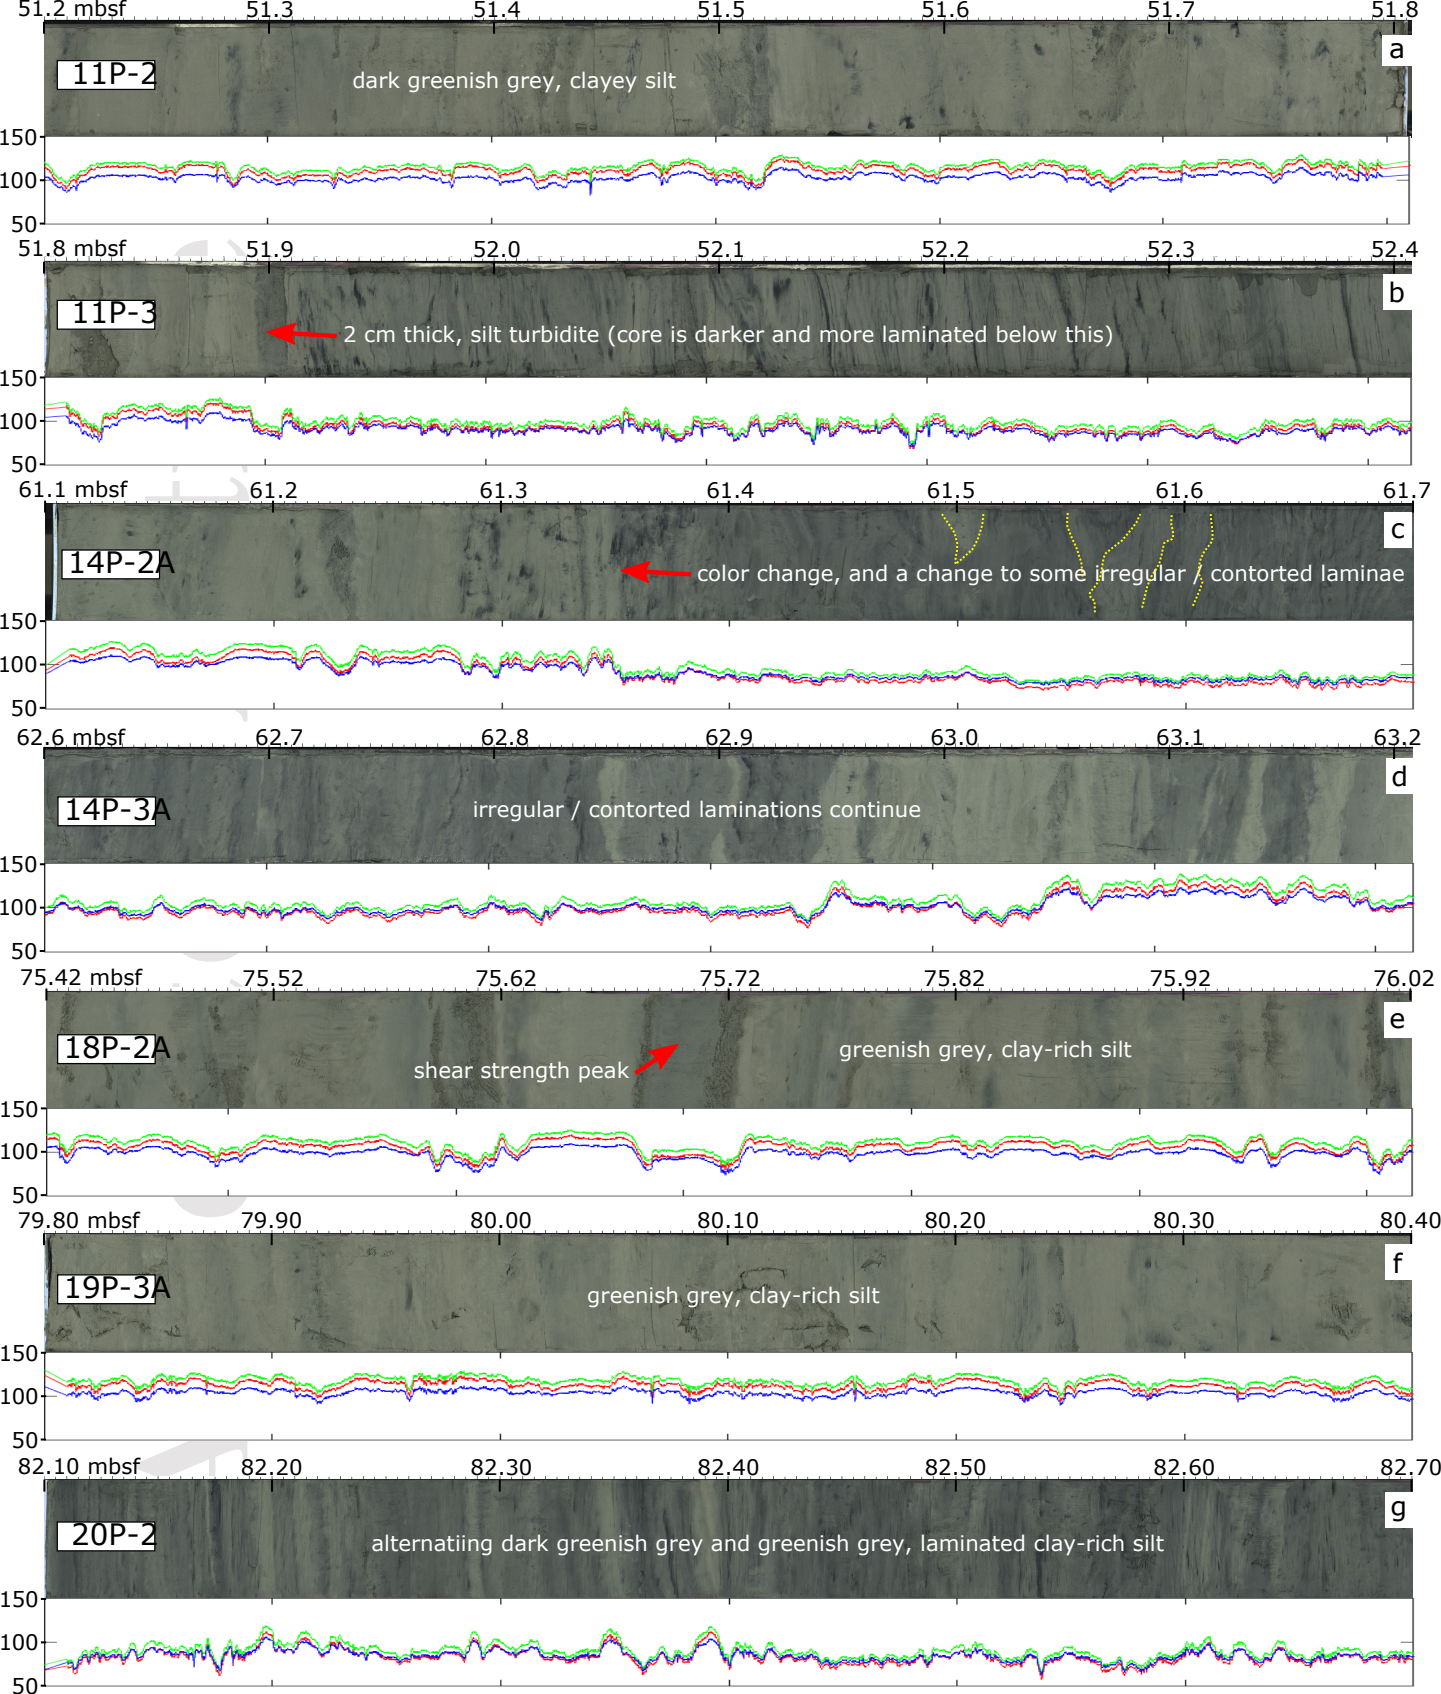 51.2 mbsf 51.3 51.4 51.5 51.6 51.7 51.8
a
11P-2
dark greenish grey, clayey silt
150
100
50
51.8 mbsf 51.9 52.0 52.1 52.2 52.3 52.4
b
11P-3
2 cm thick, silt turbidite (core is darker and more laminated below this)
150
100
50
61.1 mbsf 61.2 61.3 61.4 61.5 61.6 61.7
c
14P-2A
color change, and a change to some irregular / contorted laminae
150
100
50
62.6 mbsf 62.7 62.8 62.9 63.0 63.1 63.2
d
14P-3A
irregular / contorted laminations continue
150
100
50
75.42 mbsf 75.52 75.62 75.72 75.82 75.92 76.02
e
18P-2A
greenish grey, clay-rich silt
shear strength peak
150
100
50
79.80 mbsf 79.90 80.00 80.10 80.20 80.30 80.40
f
19P-3A
greenish grey, clay-rich silt
150
100
50
82.10 mbsf 82.20 82.30 82.40 82.50 82.60 82.70
g
20P-2
alternatiing dark greenish grey and greenish grey, laminated clay-rich silt
150
100
50